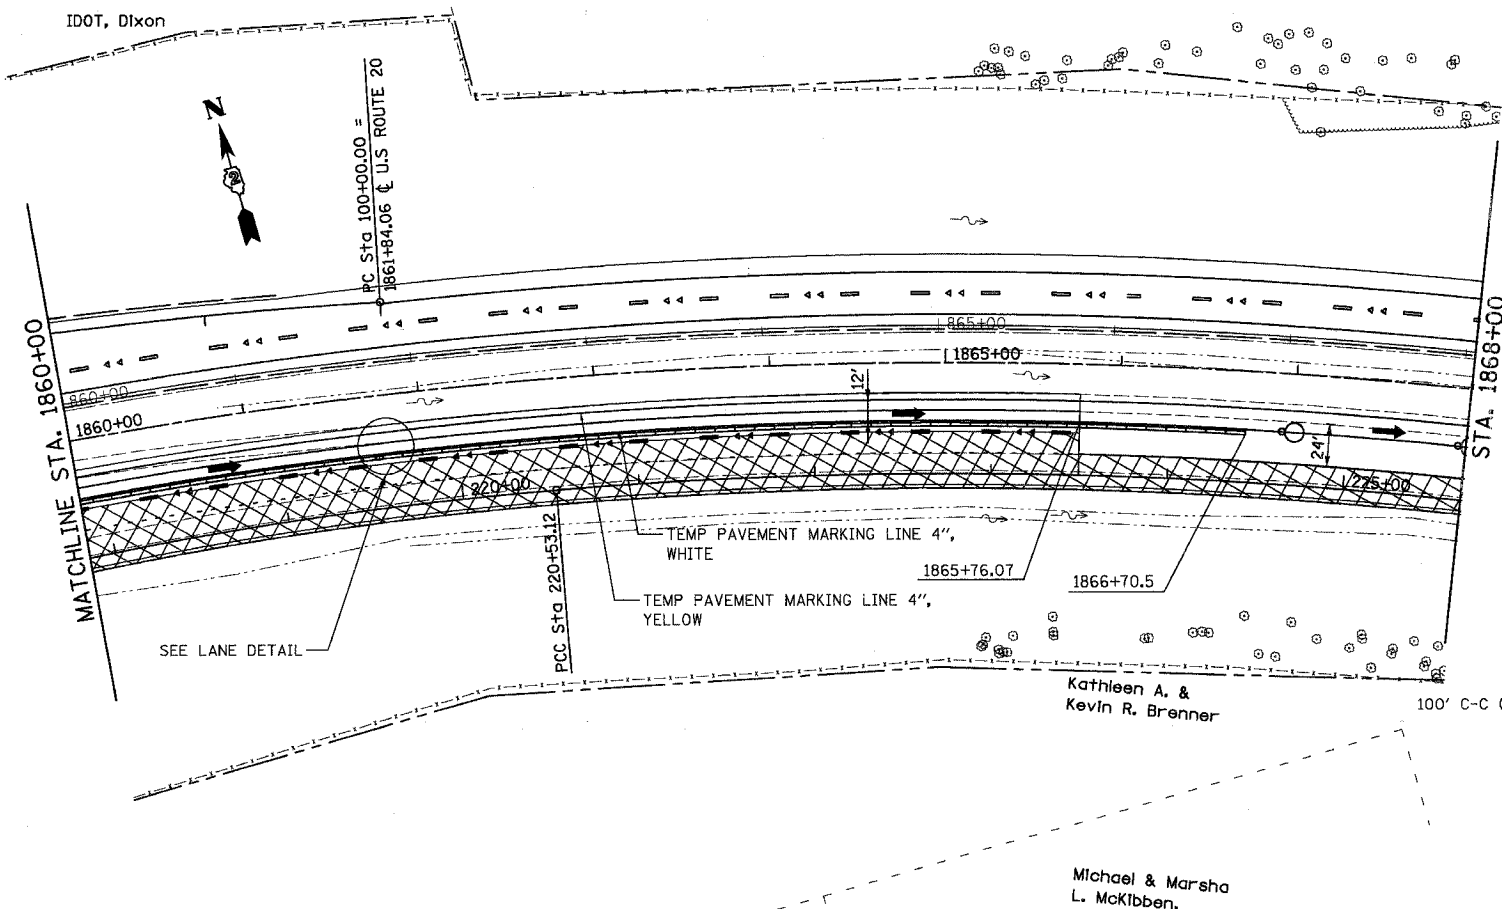 IDOT, Dixon
N
PC Sta 100+00.00 =
1861+84.06 ℄ U.S ROUTE 20
MATCHLINE STA. 1860+00
860+00
1860+00
865+00
1865+00
12'
24'
STA. 1868+00
220+00
225+00
PCC Sta 220+53.12
TEMP PAVEMENT MARKING LINE 4",
WHITE
TEMP PAVEMENT MARKING LINE 4",
YELLOW
1865+76.07
1866+70.5
SEE LANE DETAIL
Kathleen A. &
Kevin R. Brenner
100' C-C
Michael & Marsha
L. McKibben,